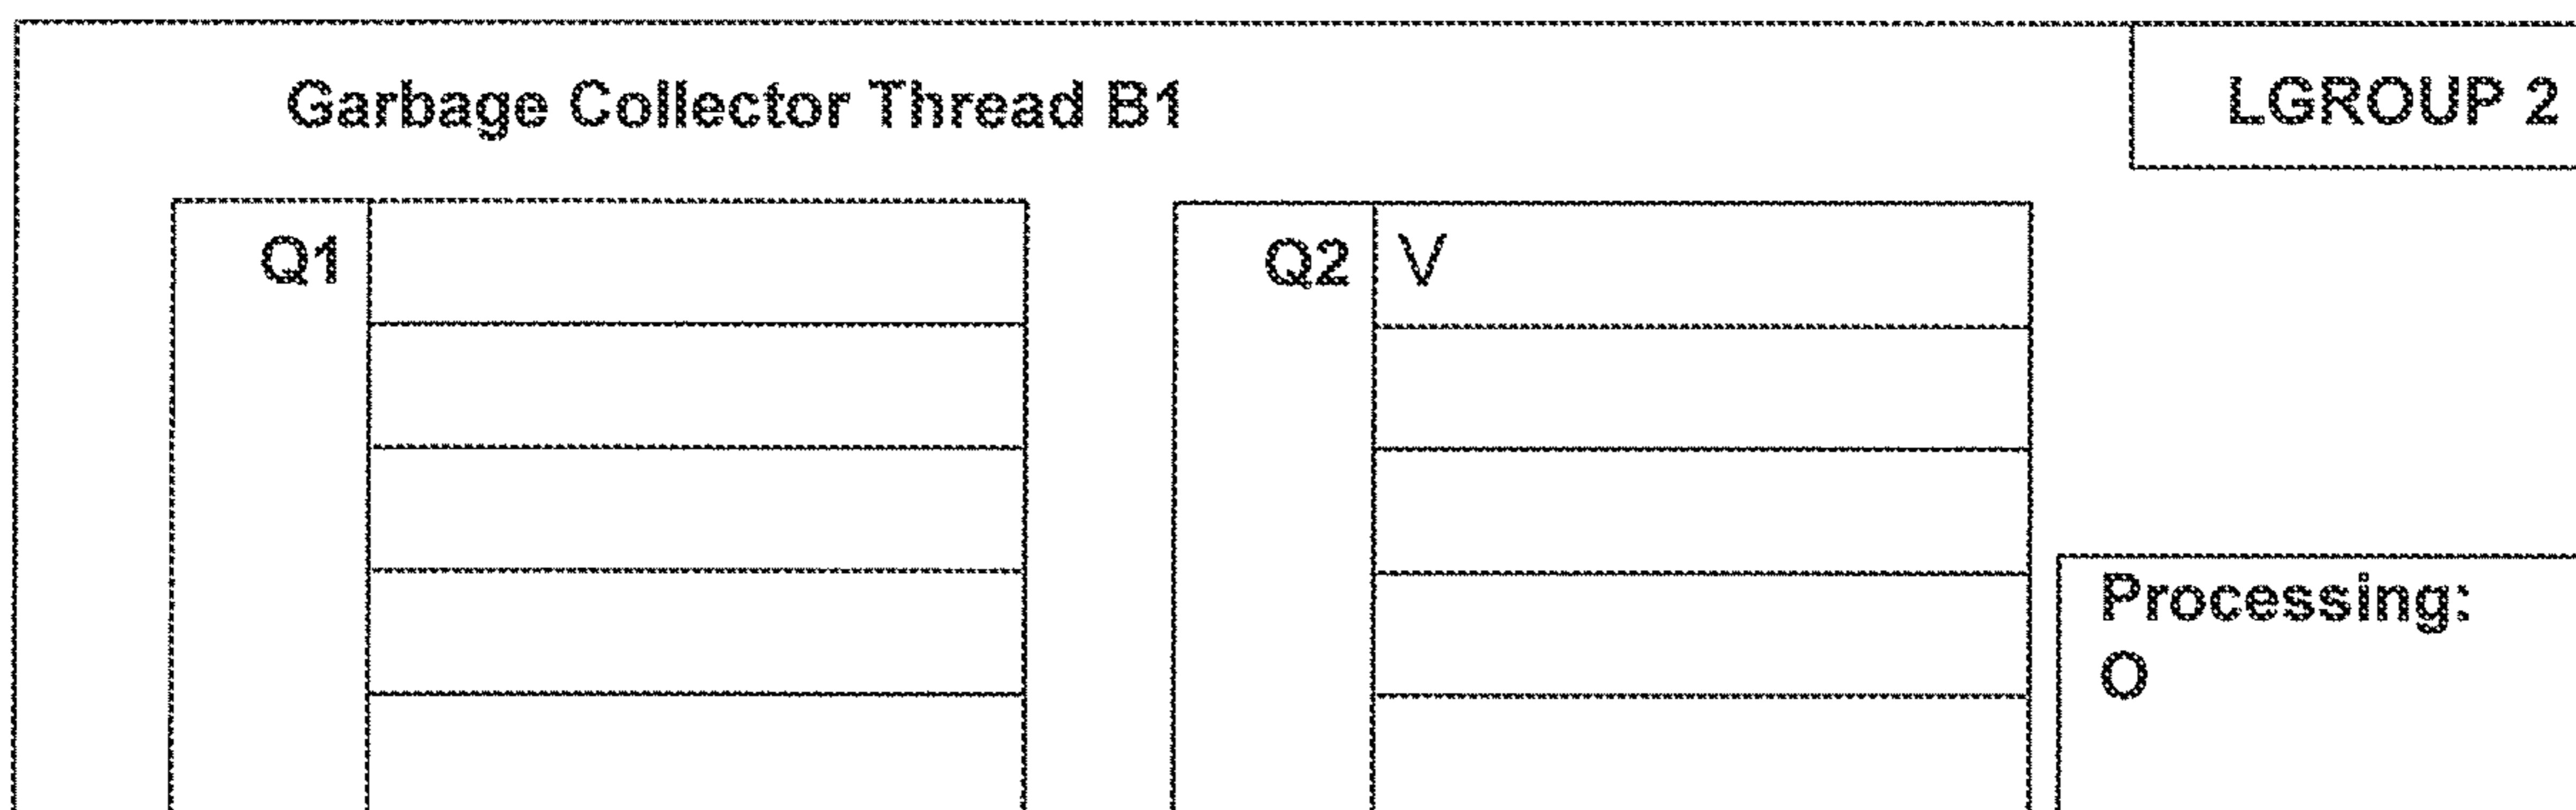 Garbage Collector Thread B1
LGROUP 2
Q1
Q2
V
Processing:
O